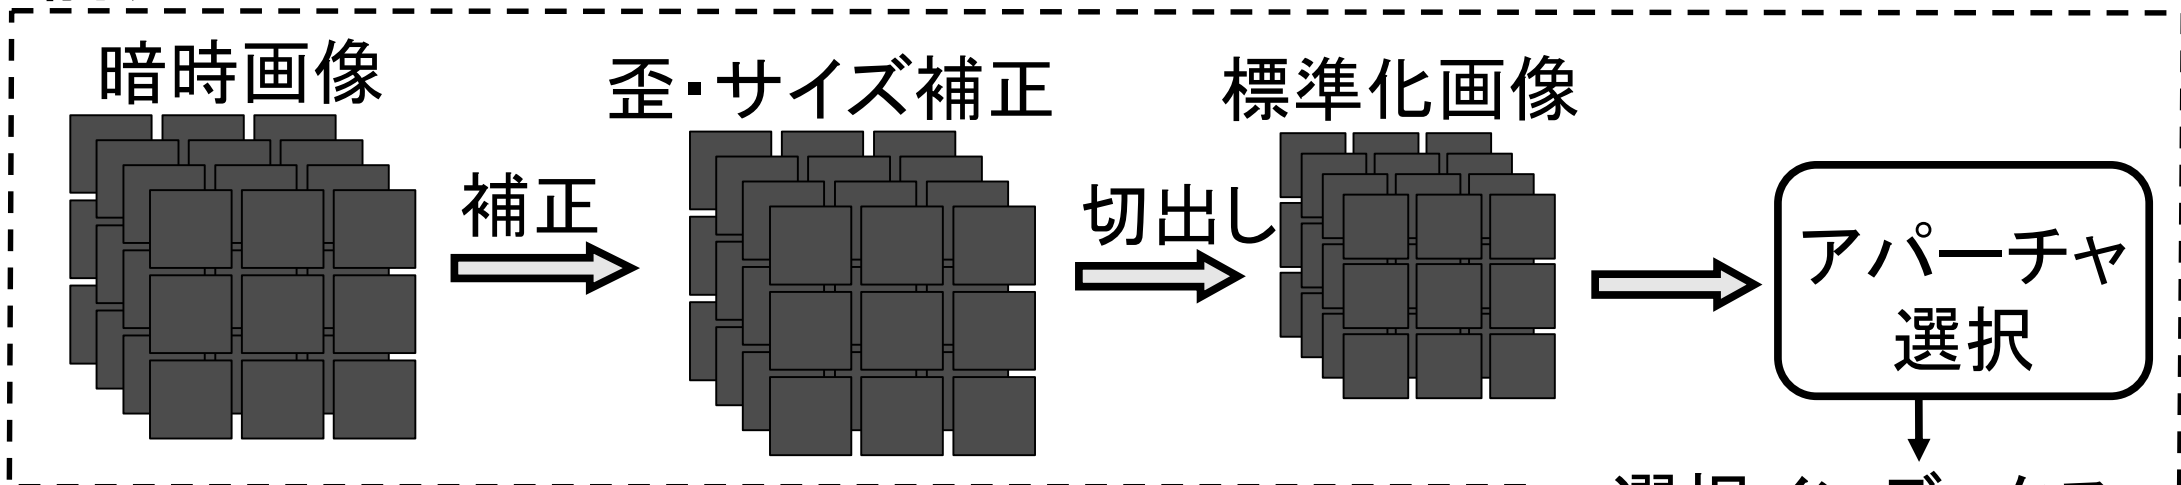 暗時画像
歪・サイズ補正
標準化画像
補正
切出し
アパーチャ
選択